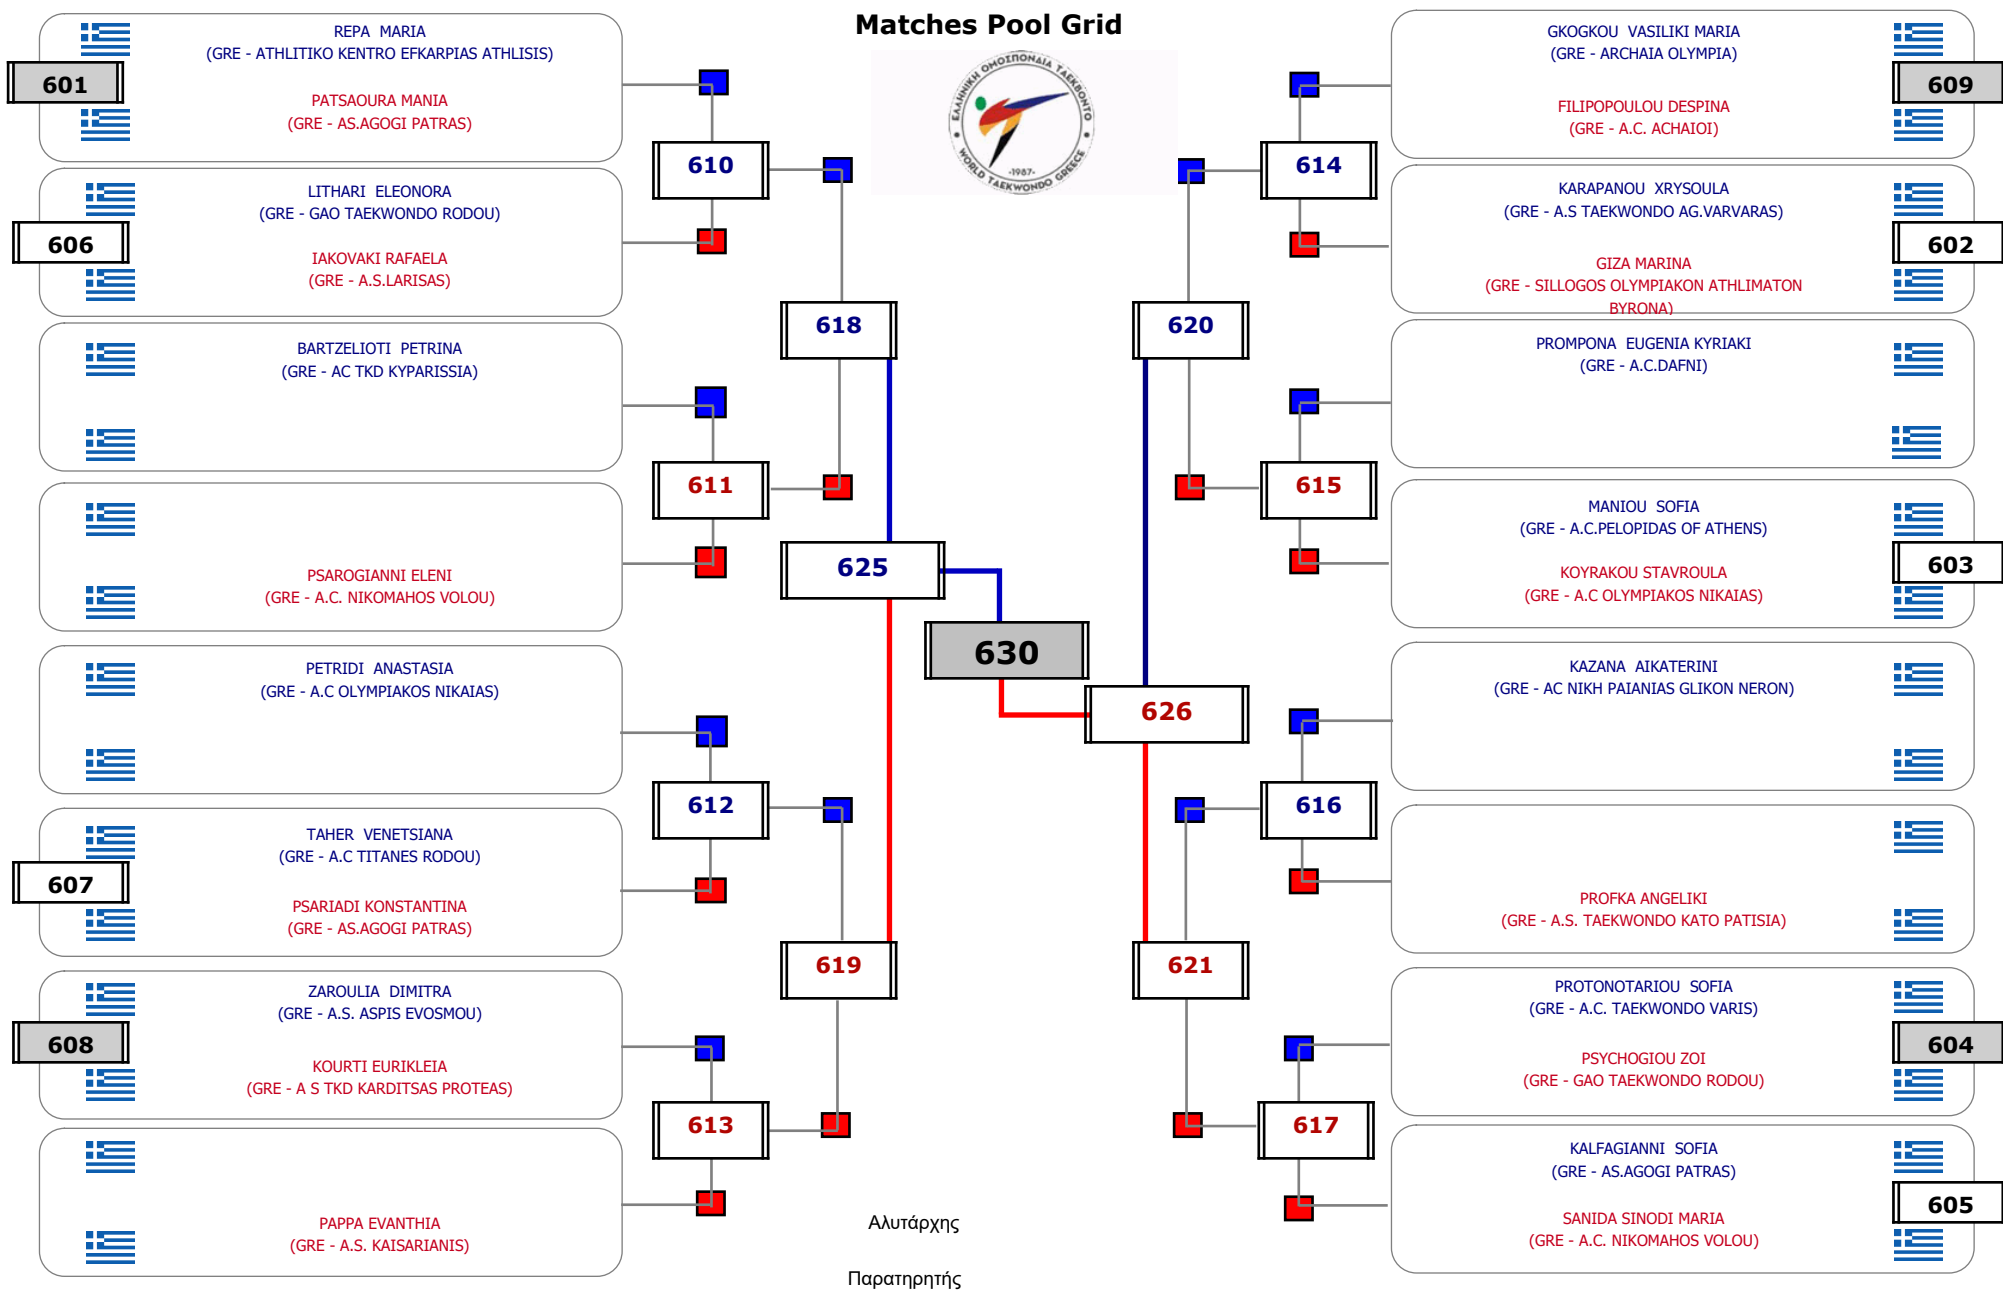 Matches Pool Grid
ΕΛΛΗΝΙΚΗ ΟΜΟΣΠΟΝΔΙΑ ΤΑΕΚΒΟΝΤΟ
-1987-
WORLD TAEKWONDO GREECE
REPA MARIA
(GRE - ATHLITIKO KENTRO EFKARPIAS ATHLISIS)
601
PATSAOURA MANIA
(GRE - AS.AGOGI PATRAS)
LITHARI ELEONORA
(GRE - GAO TAEKWONDO RODOU)
606
IAKOVAKI RAFAELA
(GRE - A.S.LARISAS)
BARTZELIOTI PETRINA
(GRE - AC TKD KYPARISSIA)
PSAROGIANNI ELENI
(GRE - A.C. NIKOMAHOS VOLOU)
PETRIDI ANASTASIA
(GRE - A.C OLYMPIAKOS NIKAIAS)
TAHER VENETSIANA
(GRE - A.C TITANES RODOU)
607
PSARIADI KONSTANTINA
(GRE - AS.AGOGI PATRAS)
ZAROULIA DIMITRA
(GRE - A.S. ASPIS EVOSMOU)
608
KOURTI EURIKLEIA
(GRE - A S TKD KARDITSAS PROTEAS)
PAPPA EVANTHIA
(GRE - A.S. KAISARIANIS)
610
611
612
613
618
619
625
630
626
620
621
614
615
616
617
GKOGKOU VASILIKI MARIA
(GRE - ARCHAIA OLYMPIA)
609
FILIPOPOULOU DESPINA
(GRE - A.C. ACHAIOI)
KARAPANOU XRYSOULA
(GRE - A.S TAEKWONDO AG.VARVARAS)
602
GIZA MARINA
(GRE - SILLOGOS OLYMPIAKON ATHLIMATON
BYRONA)
PROMPONA EUGENIA KYRIAKI
(GRE - A.C.DAFNI)
MANIOU SOFIA
(GRE - A.C.PELOPIDAS OF ATHENS)
603
KOYRAKOU STAVROULA
(GRE - A.C OLYMPIAKOS NIKAIAS)
KAZANA AIKATERINI
(GRE - AC NIKH PAIANIAS GLIKON NERON)
PROFKA ANGELIKI
(GRE - A.S. TAEKWONDO KATO PATISIA)
PROTONOTARIOU SOFIA
(GRE - A.C. TAEKWONDO VARIS)
604
PSYCHOGIOU ZOI
(GRE - GAO TAEKWONDO RODOU)
KALFAGIANNI SOFIA
(GRE - AS.AGOGI PATRAS)
605
SANIDA SINODI MARIA
(GRE - A.C. NIKOMAHOS VOLOU)
Αλυτάρχης
Παρατηρητής